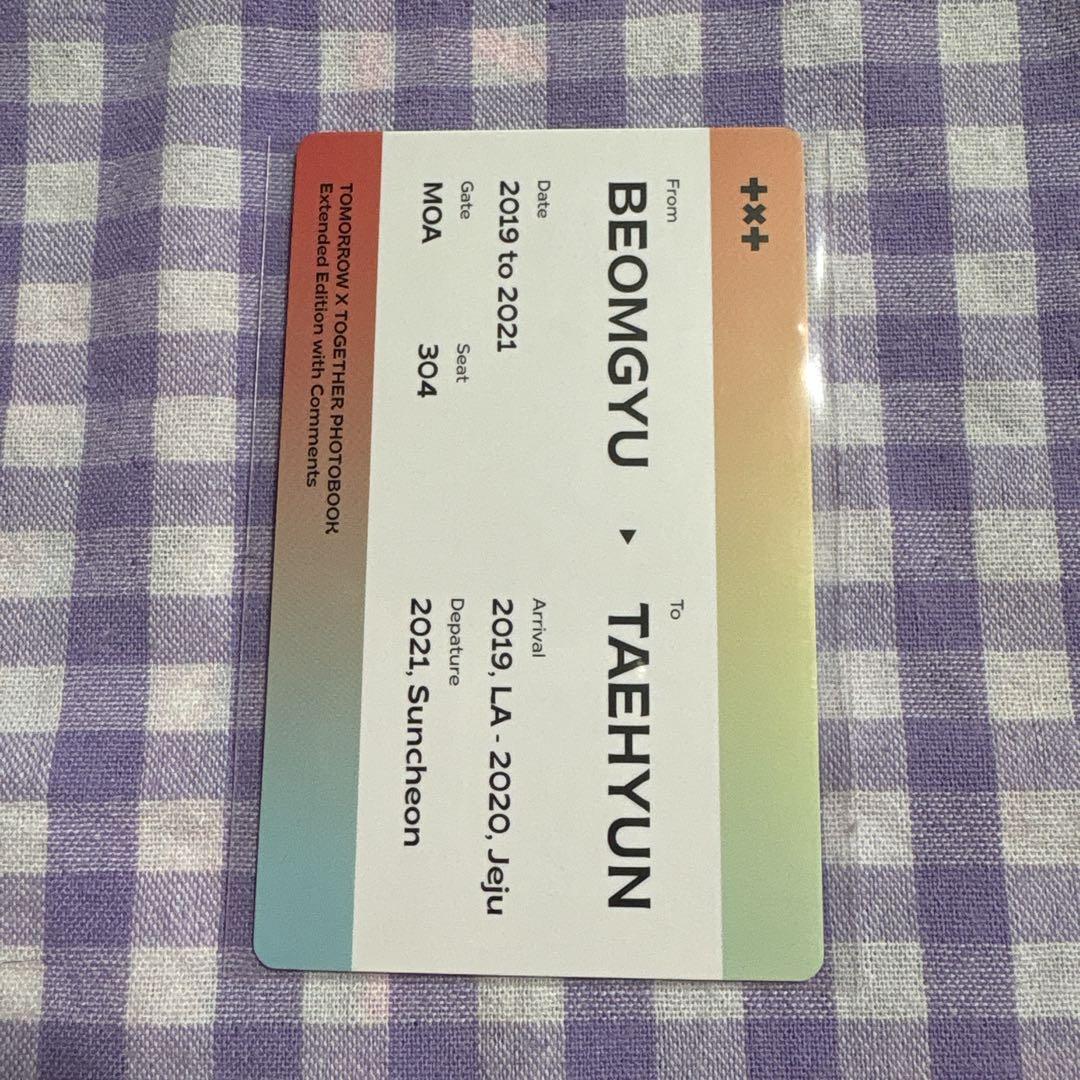 +×+
From
BEOMGYU ▸
To
TAEHYUN
Date
2019 to 2021
Arrival
2019, LA - 2020, Jeju
Gate
MOA
Seat
304
Depature
2021, Suncheon
TOMORROW X TOGETHER PHOTOBOOK
Extended Edition with Comments